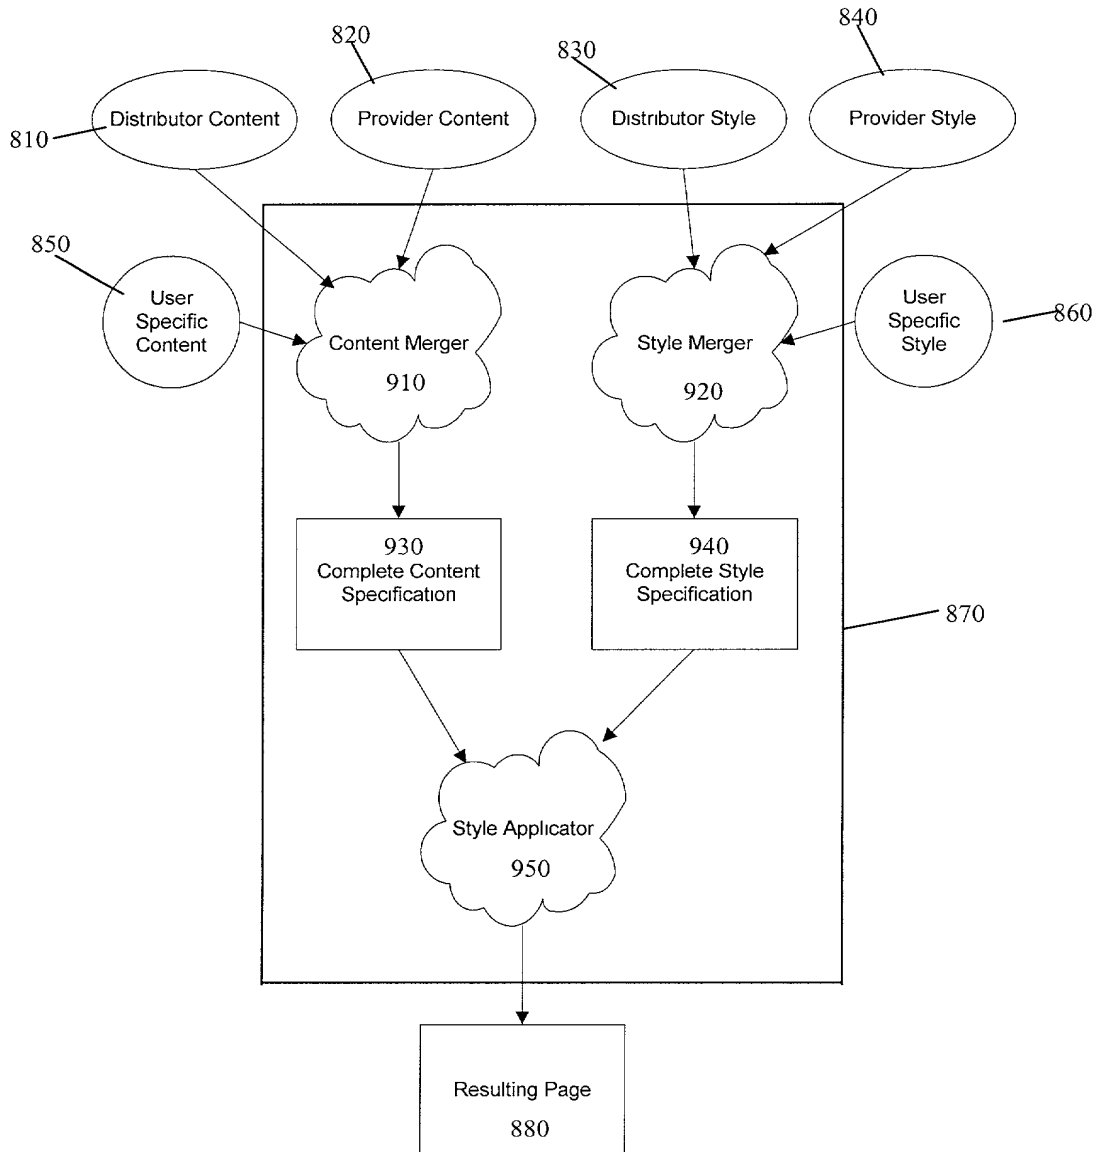 840
820
830
Distributor Content
Provider Content
Distributor Style
Provider Style
810
850
User
Specific
Content
User
Specific
Style
860
Content Merger
910
Style Merger
920
930
Complete Content
Specification
940
Complete Style
Specification
870
Style Applicator
950
Resulting Page
880